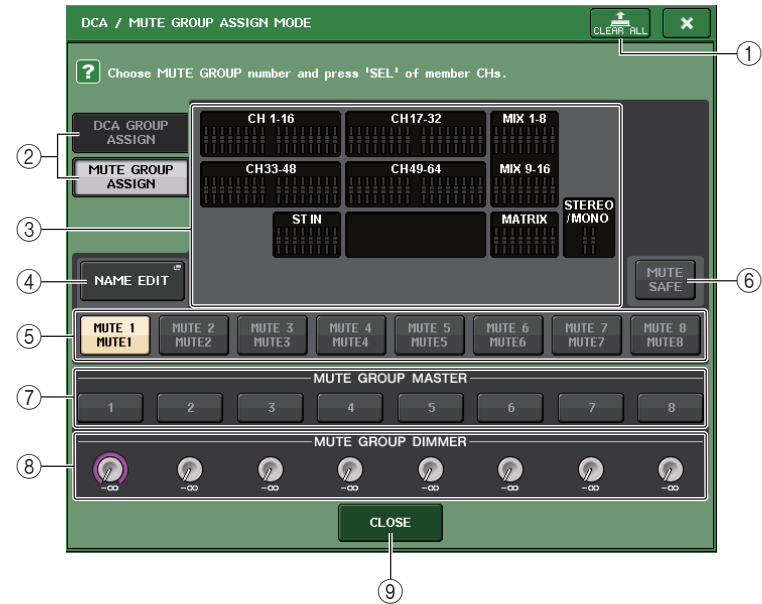 DCA / MUTE GROUP ASSIGN MODE
CLEAR ALL
①
? Choose MUTE GROUP number and press 'SEL' of member CHs.
②
DCA GROUP
ASSIGN
MUTE GROUP
ASSIGN
③
CH 1-16
CH17-32
MIX 1-8
CH33-48
CH49-64
MIX 9-16
ST IN
MATRIX
STEREO
/MONO
④
NAME EDIT
MUTE
SAFE
⑥
⑤
MUTE 1
MUTE1
MUTE 2
MUTE2
MUTE 3
MUTE3
MUTE 4
MUTE4
MUTE 5
MUTE5
MUTE 6
MUTE6
MUTE 7
MUTE7
MUTE 8
MUTE8
⑦
MUTE GROUP MASTER
1 2 3 4 5 6 7 8
⑧
MUTE GROUP DIMMER
-∞ -∞ -∞ -∞ -∞ -∞ -∞ -∞
CLOSE
⑨